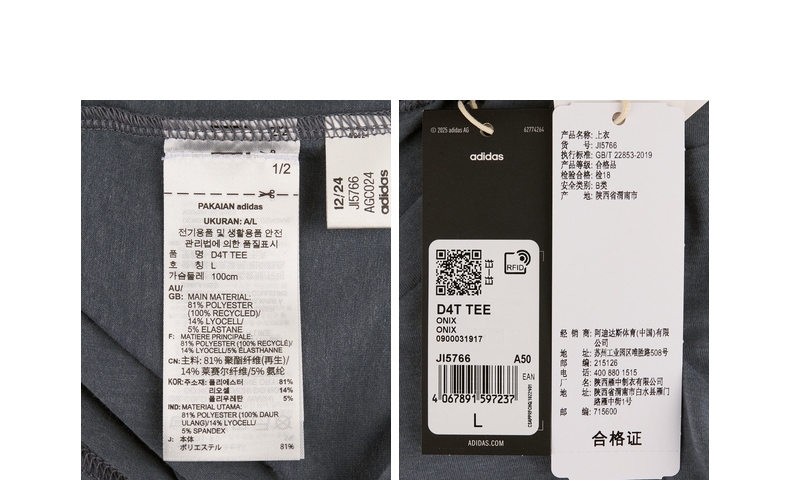 1/2
PAKAIAN adidas
UKURAN: A/L
전기용품 및 생활용품 안전
관리법에 의한 품질표시
품 명 D4T TEE
호 칭 L
가슴둘레 100cm
AU/
GB: MAIN MATERIAL:
81% POLYESTER
(100% RECYCLED)/
14% LYOCELL/
5% ELASTANE
F: MATIERE PRINCIPALE:
81% POLYESTER (100% RECYCLE)/
14% LYOCELL/5% ELASTHANNE
CN: 主料: 81% 聚酯纤维(再生)/
14% 莱赛尔纤维/5% 氨纶
KOR: 주소재: 폴리에스터 81%
리오셀 14%
폴리우레탄 5%
IND: MATERIAL UTAMA:
81% POLYESTER (100% DAUR
ULANG)/14% LYOCELL/
5% SPANDEX
J: 本体
ポリエステル 81%
12/24
JI5766
AGC024
adidas
© 2025 adidas AG
62774264
adidas
RFID
D4T TEE
ONIX
ONIX
0900031917
JI5766 A50
EAN
4 067891 597237
L
ADIDAS.COM
产品名称: 上衣
货 号: JI5766
执行标准: GB/T 22853-2019
产品等级: 合格品
检验合格: 检18
安全类别: B类
产 地: 陕西省渭南市
经 销 商: 阿迪达斯体育(中国)有限
公司
地 址: 苏州工业园区唯胜路508号
邮 编: 215126
电 话: 400 880 1515
厂 名: 陕西雁中制衣有限公司
地 址: 陕西省渭南市白水县雁门
路雁中街1号
邮 编: 715600
合格证